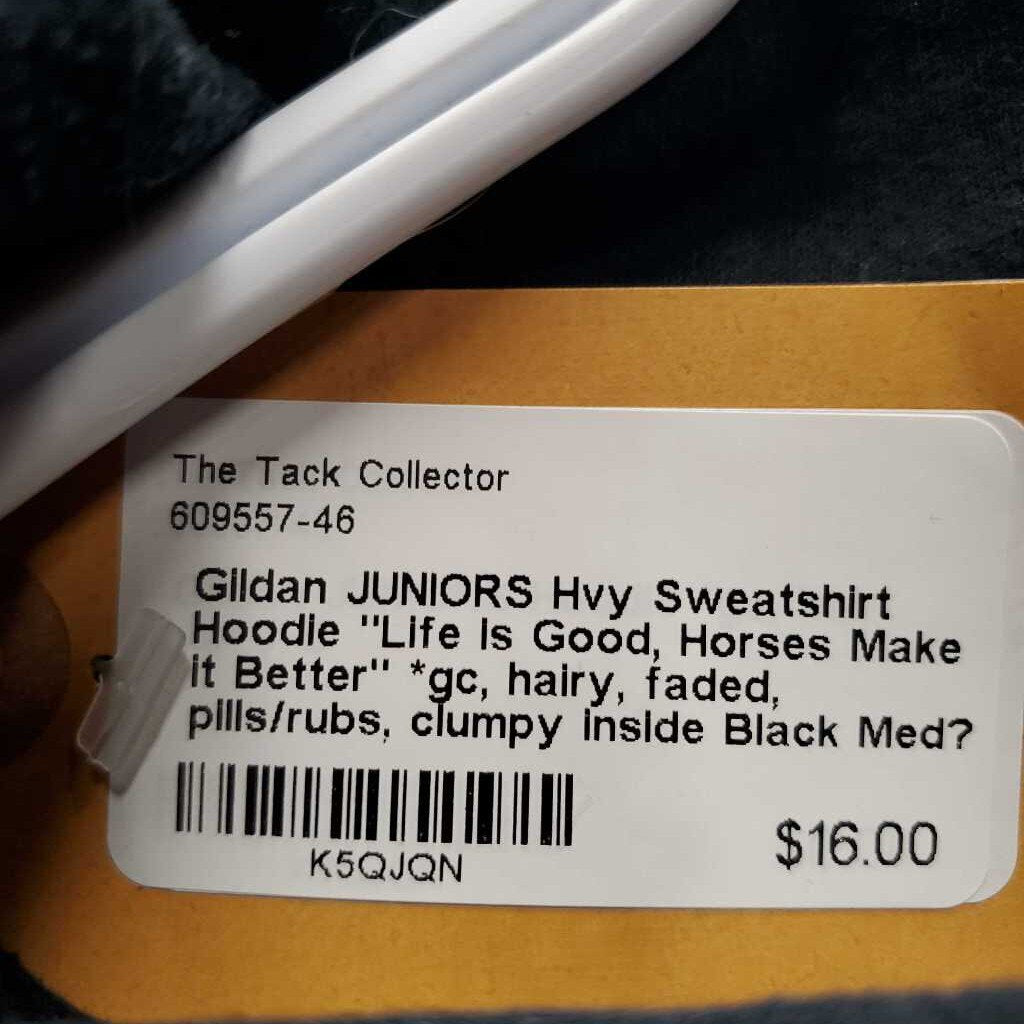 The Tack Collector
609557-46
Gildan JUNIORS Hvy Sweatshirt
Hoodie "Life Is Good, Horses Make
it Better" *gc, hairy, faded,
pills/rubs, clumpy inside Black Med?
K5QJQN
$16.00